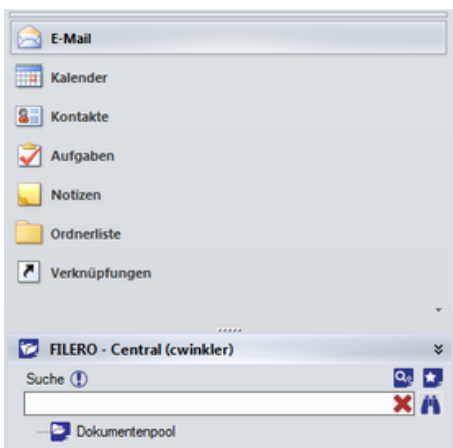 E-Mail
Kalender
Kontakte
Aufgaben
Notizen
Ordnerliste
Verknüpfungen
FILERO - Central (cwinkler)
Suche
Dokumentenpool